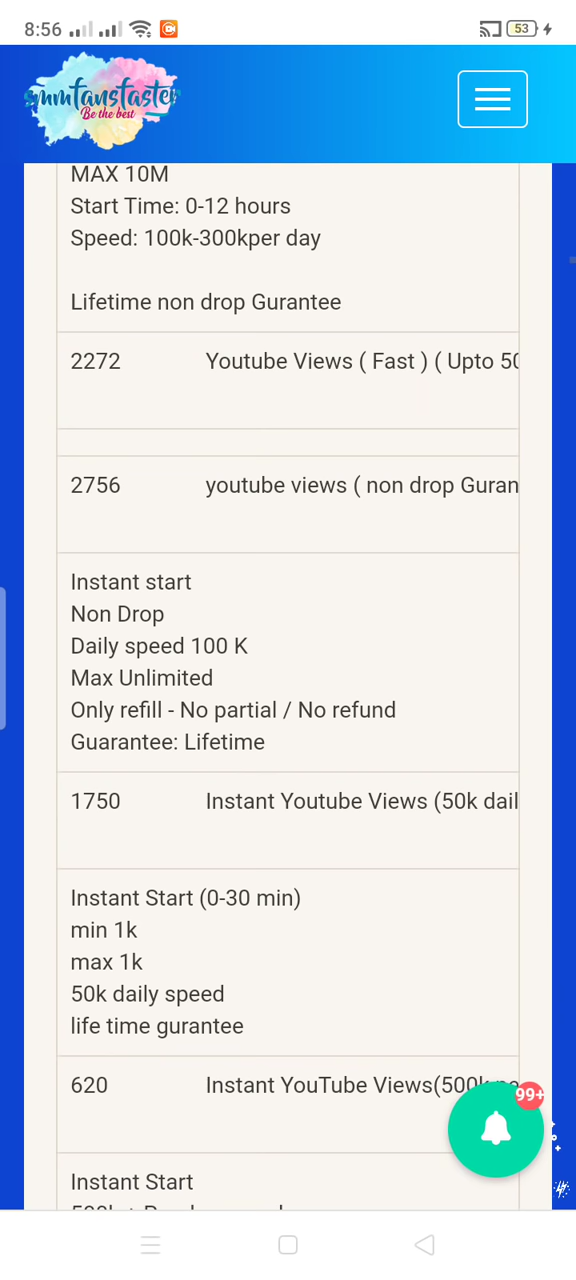 8:56
53
smmfansfaster
Be the best
MAX 10M
Start Time: 0-12 hours
Speed: 100k-300kper day
Lifetime non drop Gurantee
2272 Youtube Views ( Fast ) ( Upto 50
2756 youtube views ( non drop Guran
Instant start
Non Drop
Daily speed 100 K
Max Unlimited
Only refill - No partial / No refund
Guarantee: Lifetime
1750 Instant Youtube Views (50k dail
Instant Start (0-30 min)
min 1k
max 1k
50k daily speed
life time gurantee
620 Instant YouTube Views(500k
99+
Instant Start